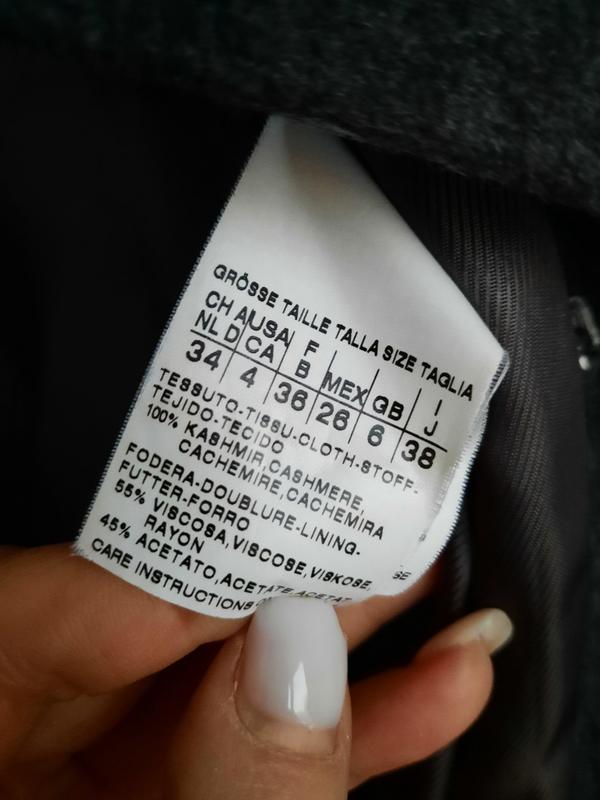 GRÖSSE TAILLE TALLA SIZE TAGLIA
CH A USA F MEX GB I
NL D CA B J
34 4 36 26 6 38
TESSUTO-TISSU-CLOTH-STOFF-
TEJIDO-TECIDO
100% KASHMIR,CASHMERE,
CACHEMIRE,CACHEMIRA
FODERA-DOUBLURE-LINING-
FUTTER-FORRO
55% VISCOSA,VISCOSE,VISKOSE,
RAYON
45% ACETATO,ACETATE ACETAT
CARE INSTRUCTIONS